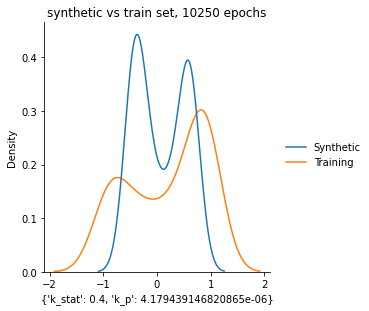 synthetic vs train set, 10250 epochs
0.4
0.3
0.2
0.1
0.0
Density
Synthetic
Training
−2
−1
0
1
2
{'k_stat': 0.4, 'k_p': 4.179439146820865e-06}